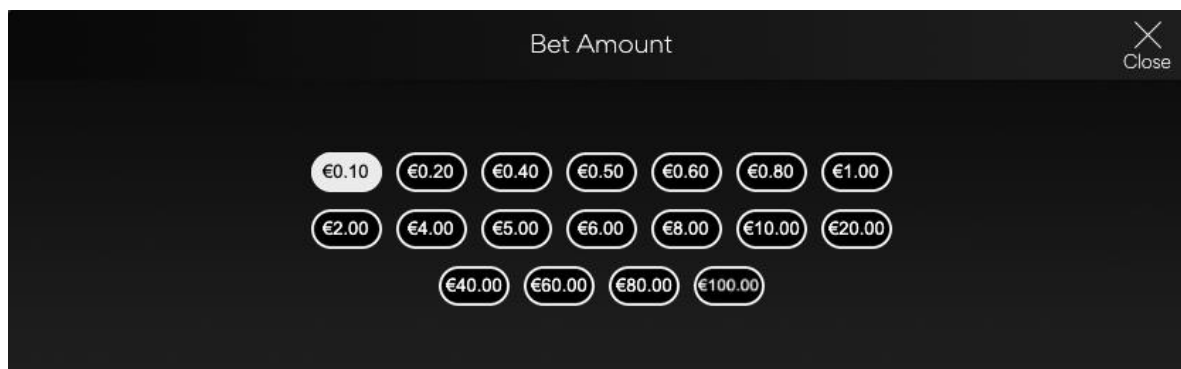 Bet Amount
Close
€0.10 €0.20 €0.40 €0.50 €0.60 €0.80 €1.00
€2.00 €4.00 €5.00 €6.00 €8.00 €10.00 €20.00
€40.00 €60.00 €80.00 €100.00